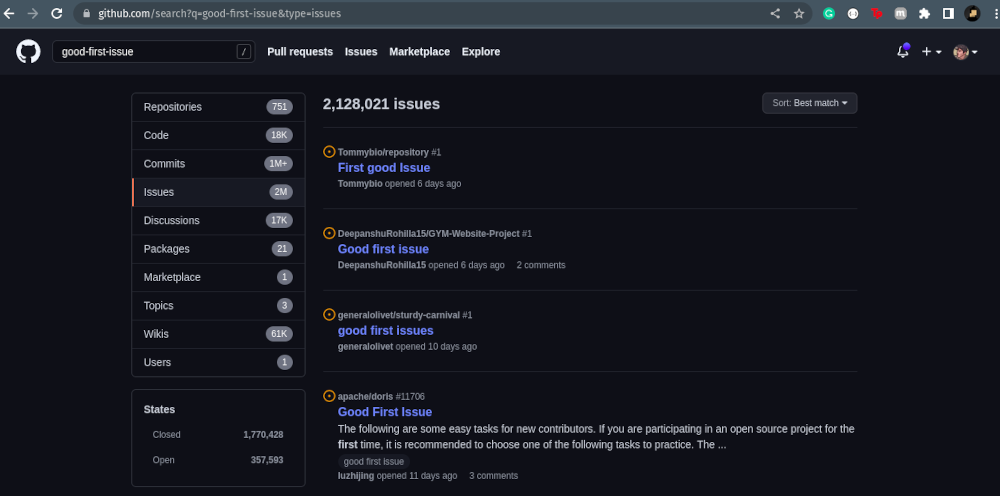 github.com/search?q=good-first-issue&type=issues
good-first-issue /
Pull requests Issues Marketplace Explore
Repositories 751
Code 18K
Commits 1M+
Issues 2M
Discussions 17K
Packages 21
Marketplace 1
Topics 3
Wikis 61K
Users 1
States
Closed 1,770,428
Open 357,593
2,128,021 issues
Sort: Best match
Tommybio/repository #1
First good Issue
Tommybio opened 6 days ago
DeepanshuRohilla15/GYM-Website-Project #1
Good first issue
DeepanshuRohilla15 opened 6 days ago 2 comments
generalolivet/sturdy-carnival #1
good first issues
generalolivet opened 10 days ago
apache/doris #11706
Good First Issue
The following are some easy tasks for new contributors. If you are participating in an open source project for the
first time, it is recommended to choose one of the following tasks to practice. The ...
good first issue
luzhijing opened 11 days ago 3 comments